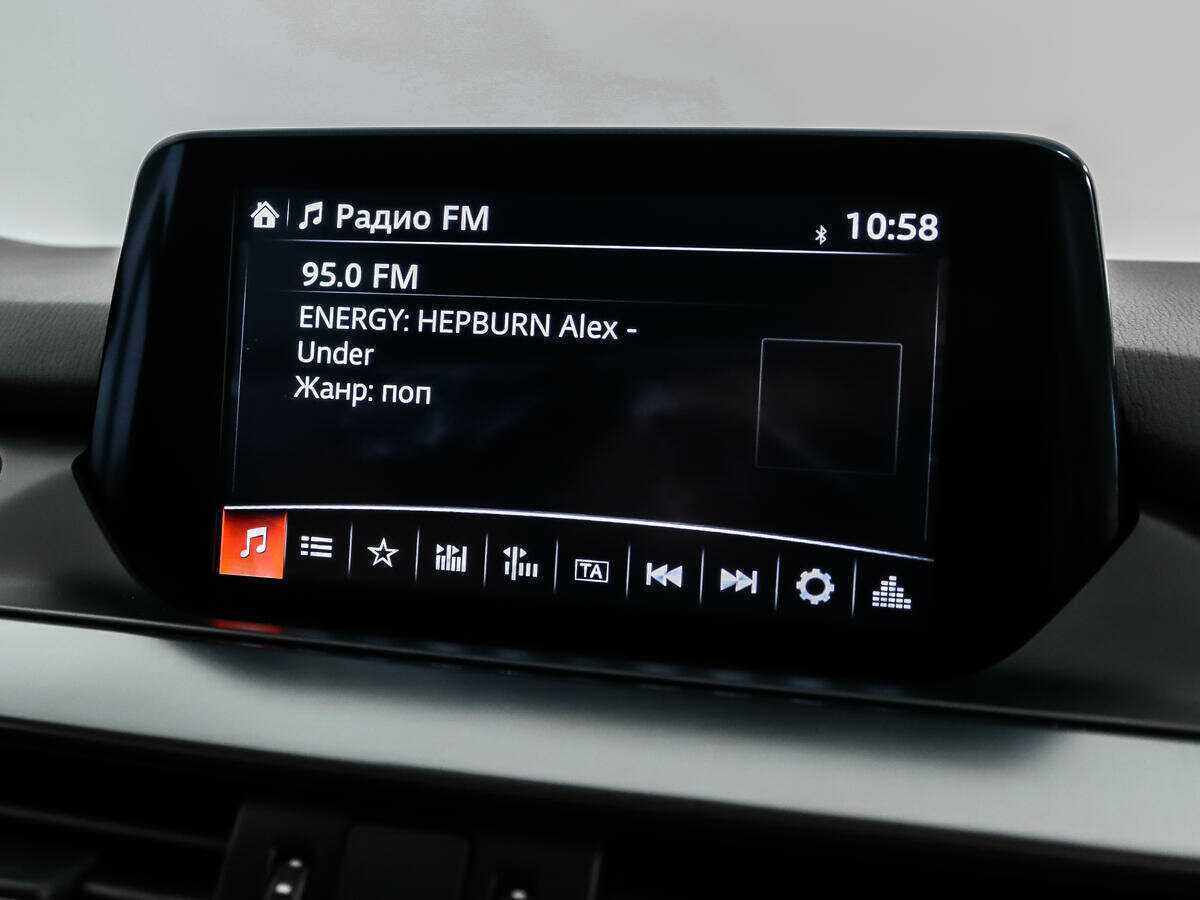 Радио FM
10:58
95.0 FM
ENERGY: HEPBURN Alex -
Under
Жанр: поп
TA